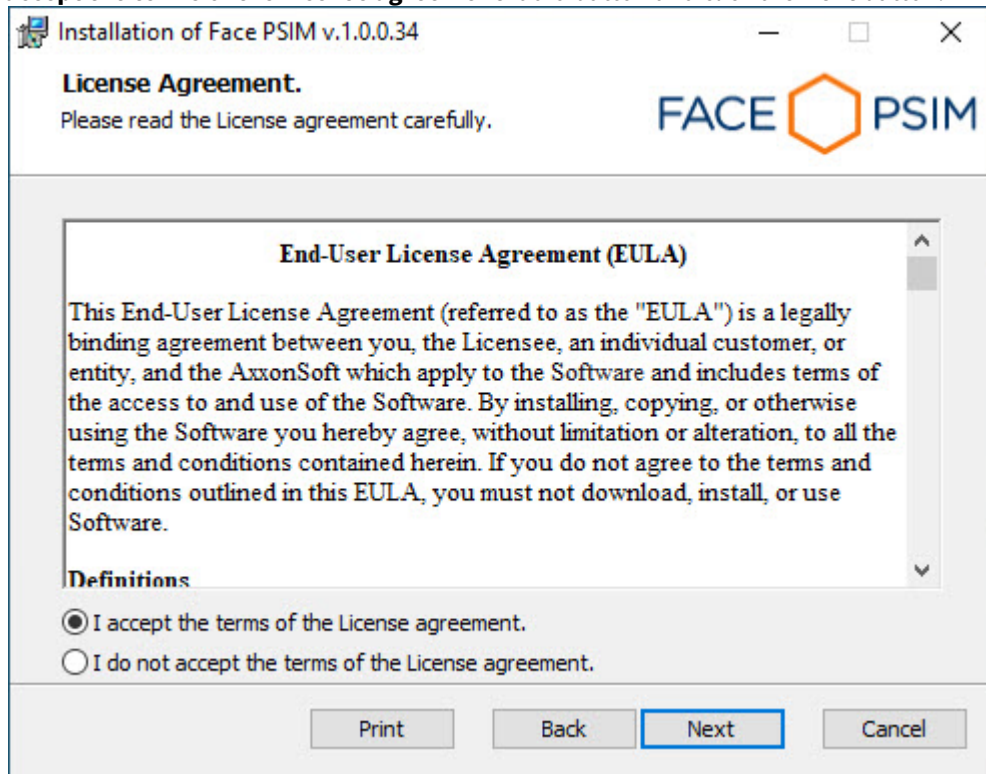 Installation of Face PSIM v.1.0.0.34
License Agreement.
Please read the License agreement carefully.
FACE PSIM
End-User License Agreement (EULA)
This End-User License Agreement (referred to as the "EULA") is a legally
binding agreement between you, the Licensee, an individual customer, or
entity, and the AxxonSoft which apply to the Software and includes terms of
the access to and use of the Software. By installing, copying, or otherwise
using the Software you hereby agree, without limitation or alteration, to all the
terms and conditions contained herein. If you do not agree to the terms and
conditions outlined in this EULA, you must not download, install, or use
Software.
Definitions
I accept the terms of the License agreement.
I do not accept the terms of the License agreement.
Print Back Next Cancel